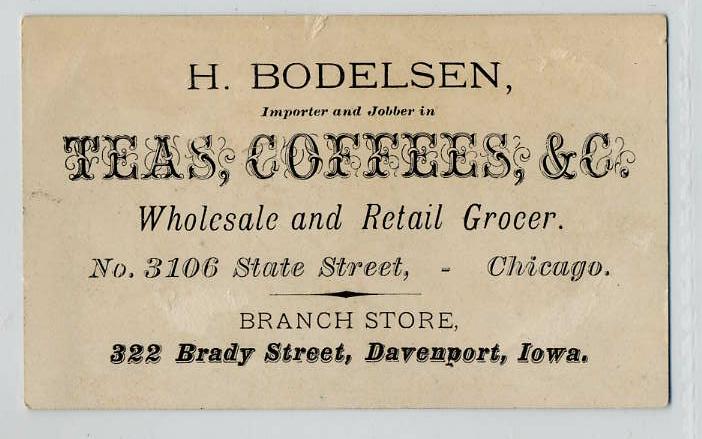 H. BODELSEN,
Importer and Jobber in
TEAS, COFFEES, &C.
Wholesale and Retail Grocer.
No. 3106 State Street, - Chicago.
BRANCH STORE,
322 Brady Street, Davenport, Iowa.